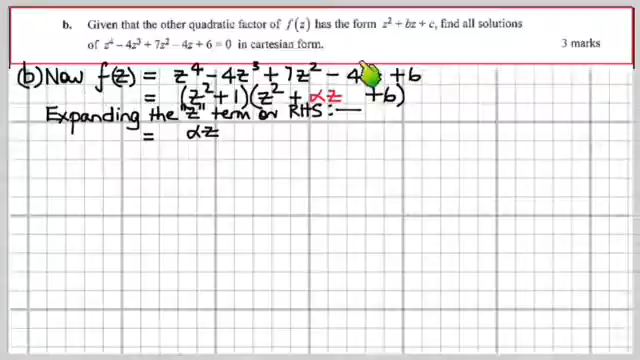 b. Given that the other quadratic factor of f(z) has the form z² + bz + c, find all solutions
of z⁴ − 4z³ + 7z² − 4z + 6 = 0 in cartesian form. 3 marks
(b) Now f(z) = z⁴ − 4z³ + 7z² − 4 + 6
= (z² + 1)(z² + αz + 6)
Expanding the "z" term on RHS: —
= αz